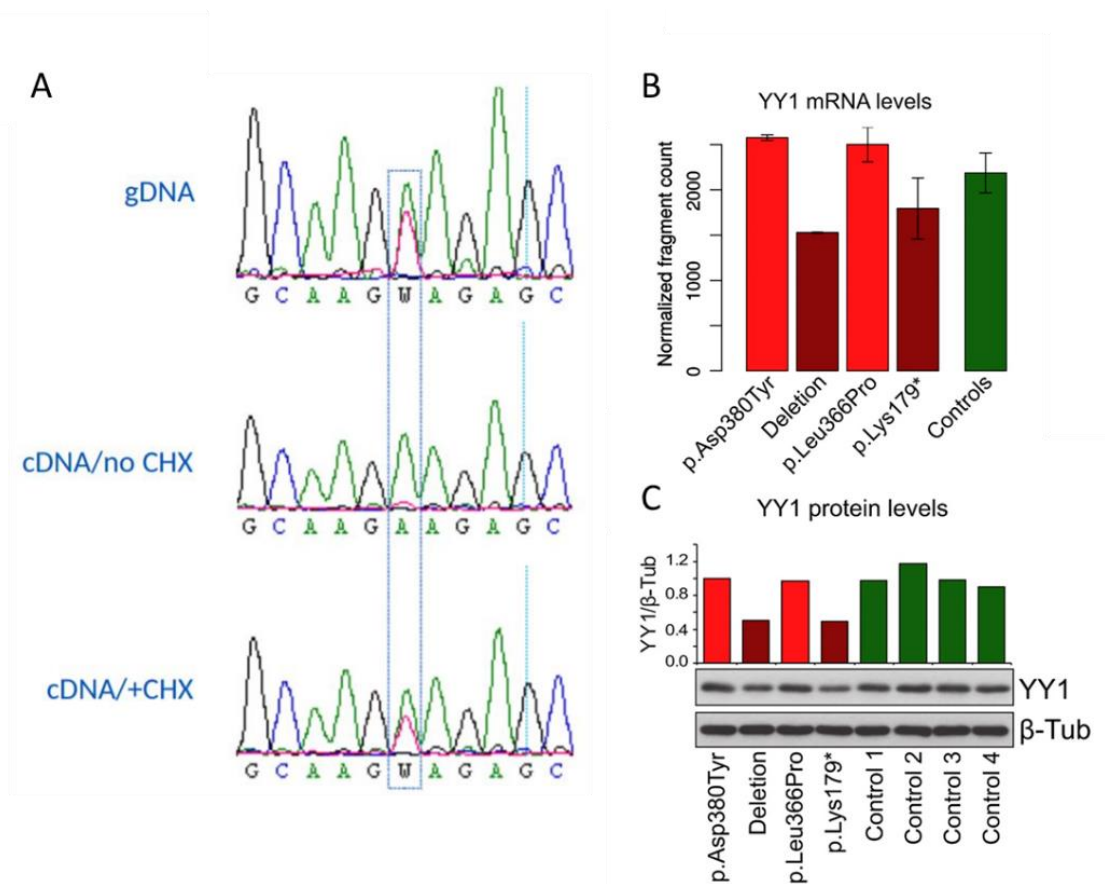 A
gDNA
G C A A G W A G A G C
cDNA/no CHX
G C A A G A A G A G C
cDNA/+CHX
G C A A G W A G A G C
B
YY1 mRNA levels
Normalized fragment count
2000
1000
0
p.Asp380Tyr
Deletion
p.Leu366Pro
p.Lys179*
Controls
C
YY1 protein levels
YY1/β-Tub
1.2
0.8
0.4
0.0
YY1
β-Tub
p.Asp380Tyr
Deletion
p.Leu366Pro
p.Lys179*
Control 1
Control 2
Control 3
Control 4